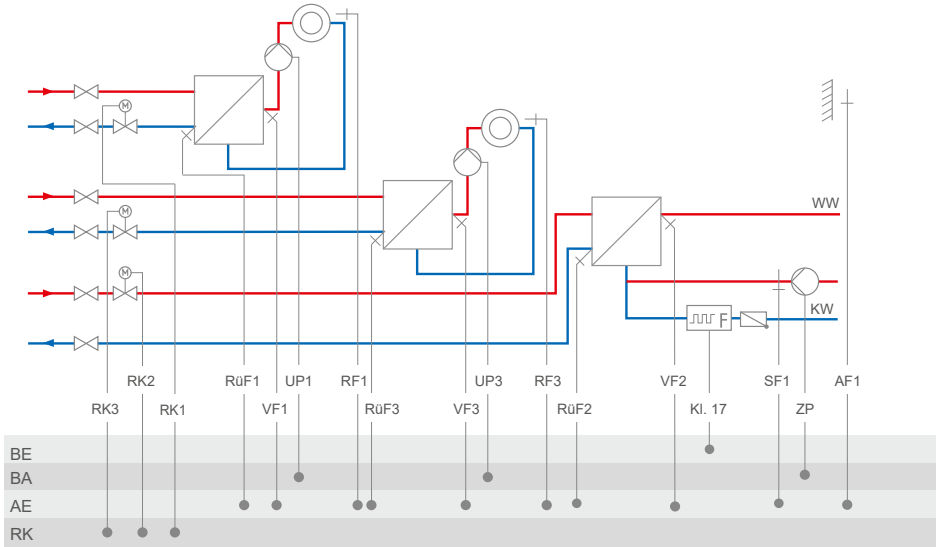 M
M
WW
M
KW
F
RK2
RüF1
UP1
RF1
UP3
RF3
VF2
SF1
AF1
RK3
RK1
VF1
RüF3
VF3
RüF2
Kl. 17
ZP
BE
BA
AE
RK